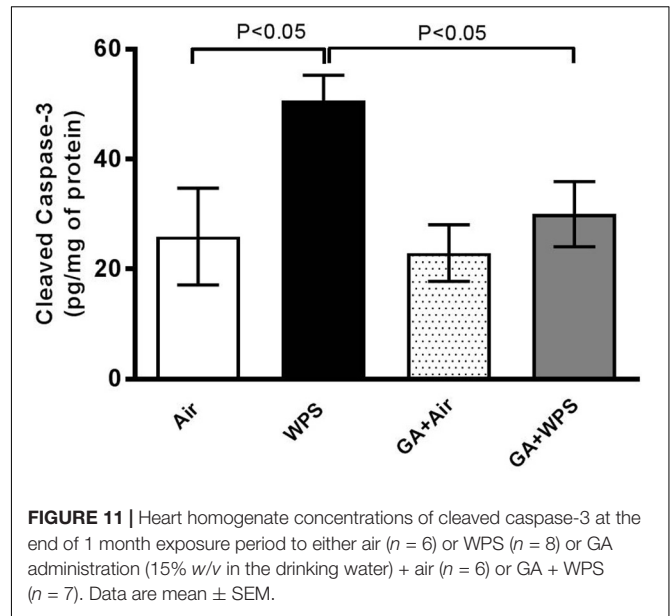 P<0.05
P<0.05
60
40
20
0
Cleaved Caspase-3
(pg/mg of protein)
Air
WPS
GA+Air
GA+WPS
FIGURE 11 | Heart homogenate concentrations of cleaved caspase-3 at the
end of 1 month exposure period to either air (n = 6) or WPS (n = 8) or GA
administration (15% w/v in the drinking water) + air (n = 6) or GA + WPS
(n = 7). Data are mean ± SEM.